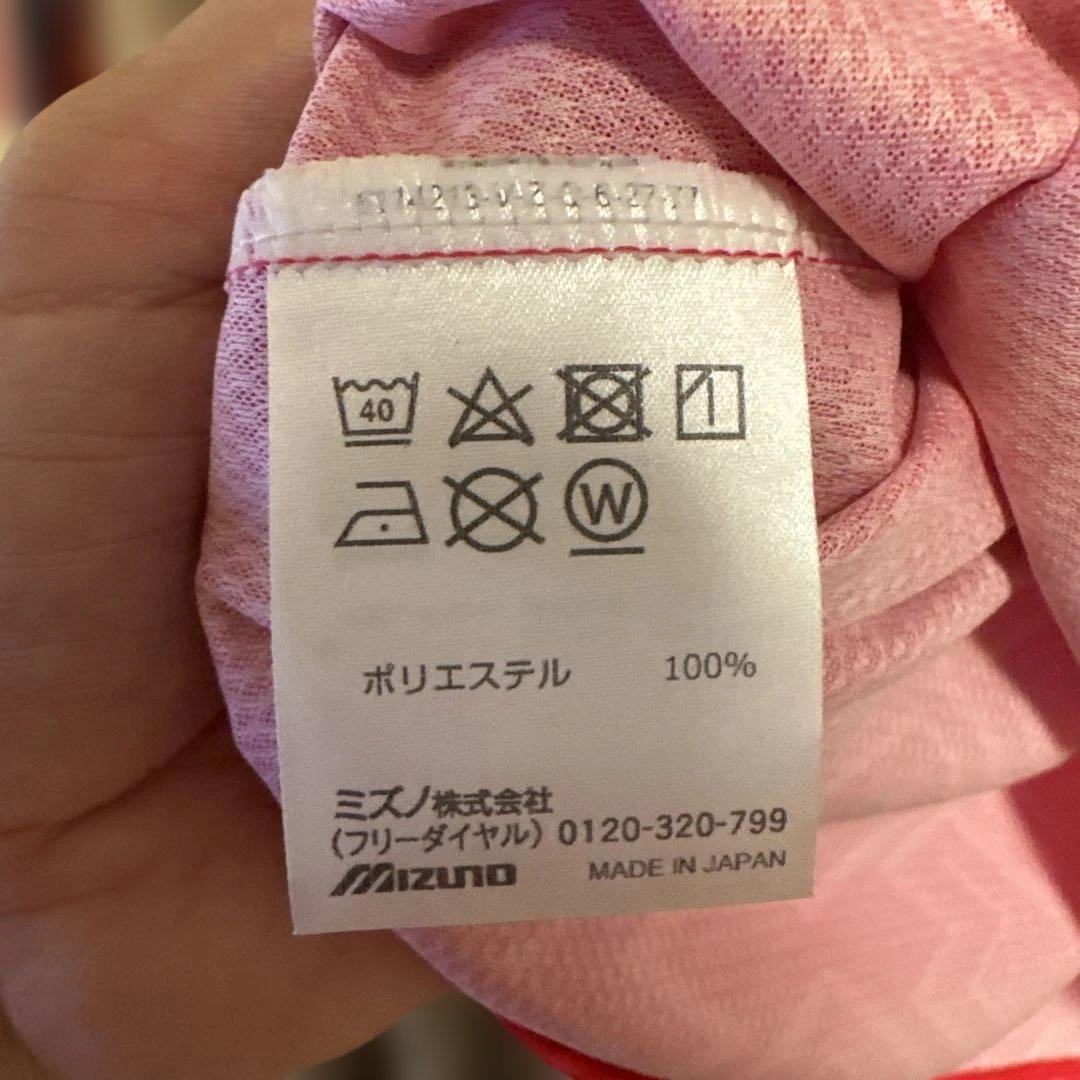 40
W
ポリエステル 100%
ミズノ株式会社
(フリーダイヤル) 0120-320-799
MIZUNO MADE IN JAPAN